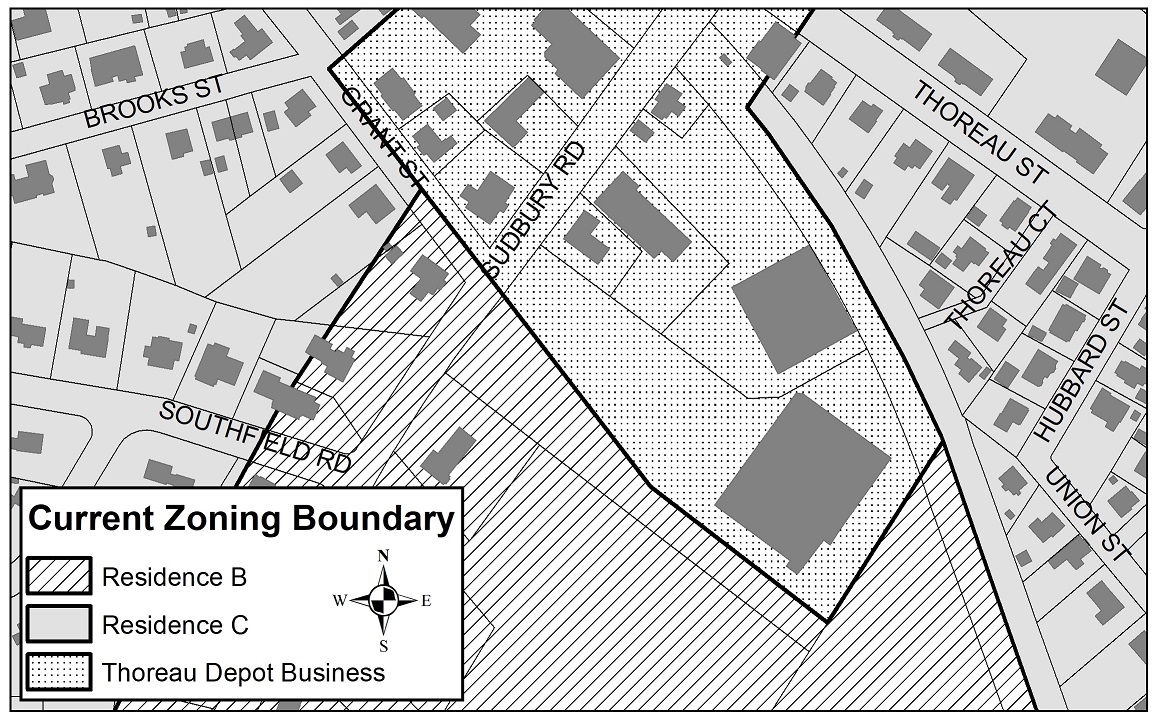 BROOKS ST
GRANT ST
THOREAU ST
SUDBURY RD
THOREAU CT
HUBBARD ST
SOUTHFIELD RD
UNION ST
Current Zoning Boundary
Residence B
Residence C
Thoreau Depot Business
N
W
E
S